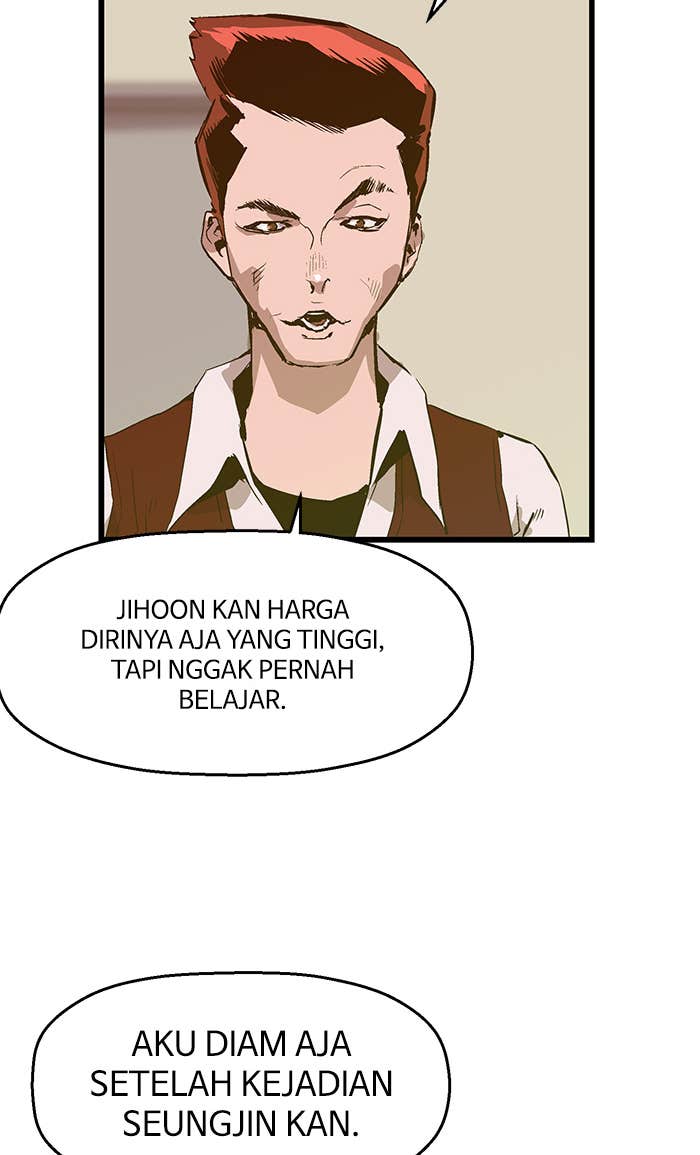 JIHOON KAN HARGA
DIRINYA AJA YANG TINGGI,
TAPI NGGAK PERNAH
BELAJAR.
AKU DIAM AJA
SETELAH KEJADIAN
SEUNGJIN KAN.